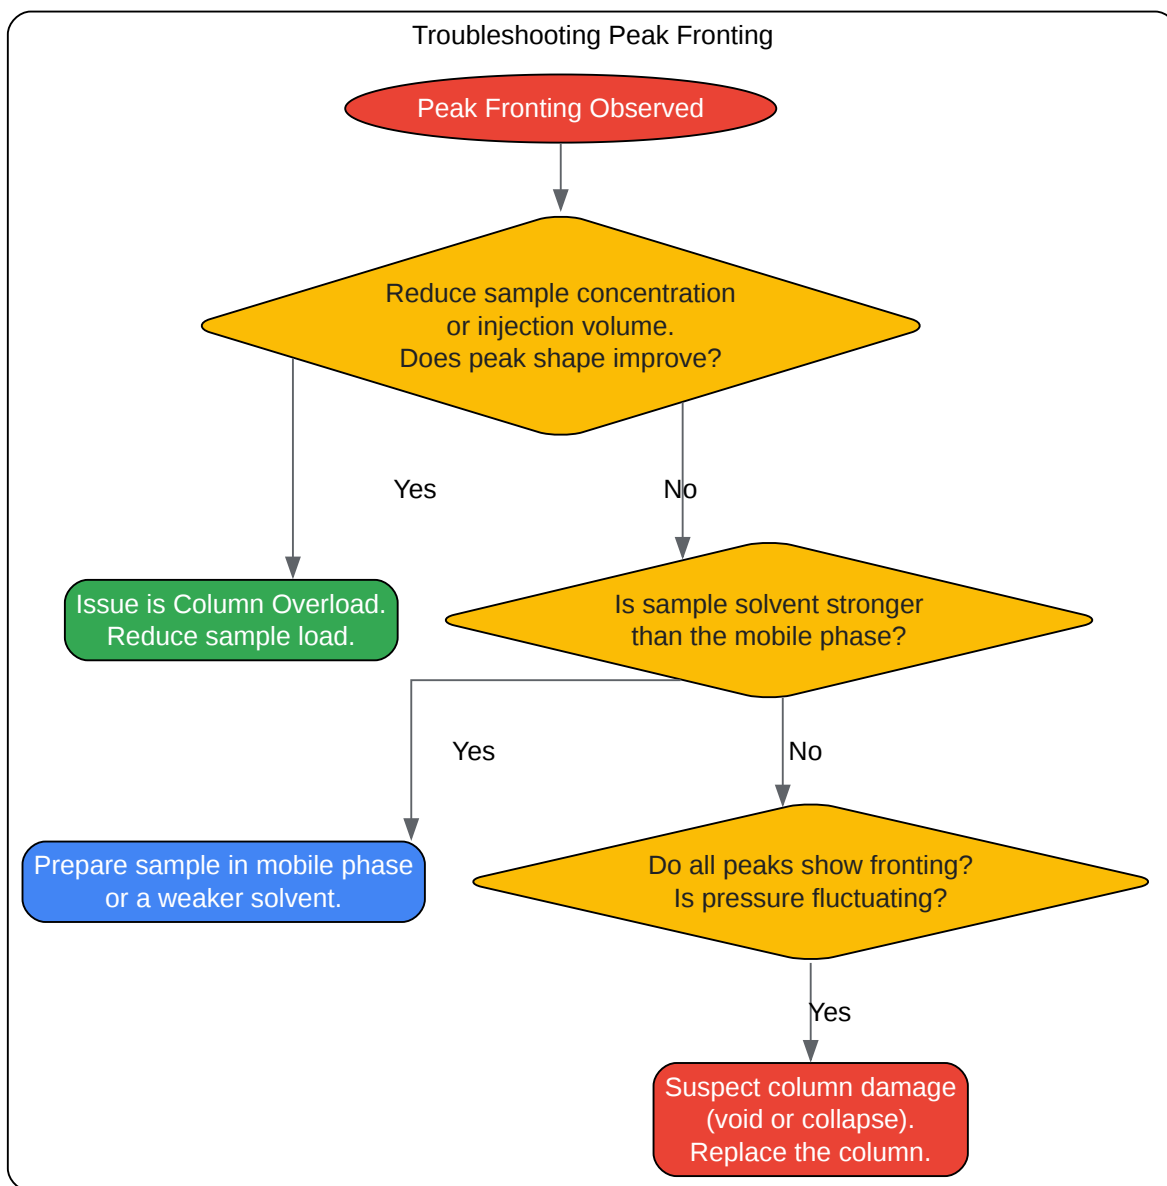 Troubleshooting Peak Fronting
Peak Fronting Observed
Reduce sample concentration
or injection volume.
Does peak shape improve?
Yes
No
Issue is Column Overload.
Reduce sample load.
Is sample solvent stronger
than the mobile phase?
Yes
No
Prepare sample in mobile phase
or a weaker solvent.
Do all peaks show fronting?
Is pressure fluctuating?
Yes
Suspect column damage
(void or collapse).
Replace the column.